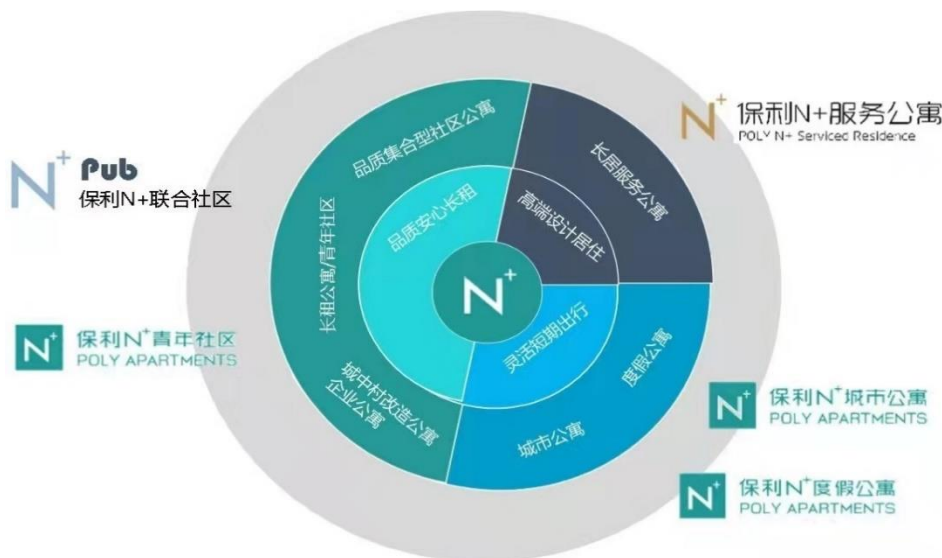 N+ 保利N+服务公寓
POLY N+ Serviced Residence
N+ Pub
保利N+联合社区
品质集合型社区公寓
长居服务公寓
长租公寓/青年社区
品质安心长租
高端设计居住
N+
灵活短期出行
度假公寓
城中村改造公寓
企业公寓
城市公寓
N+ 保利N+青年社区
POLY APARTMENTS
N+ 保利N+城市公寓
POLY APARTMENTS
N+ 保利N+度假公寓
POLY APARTMENTS